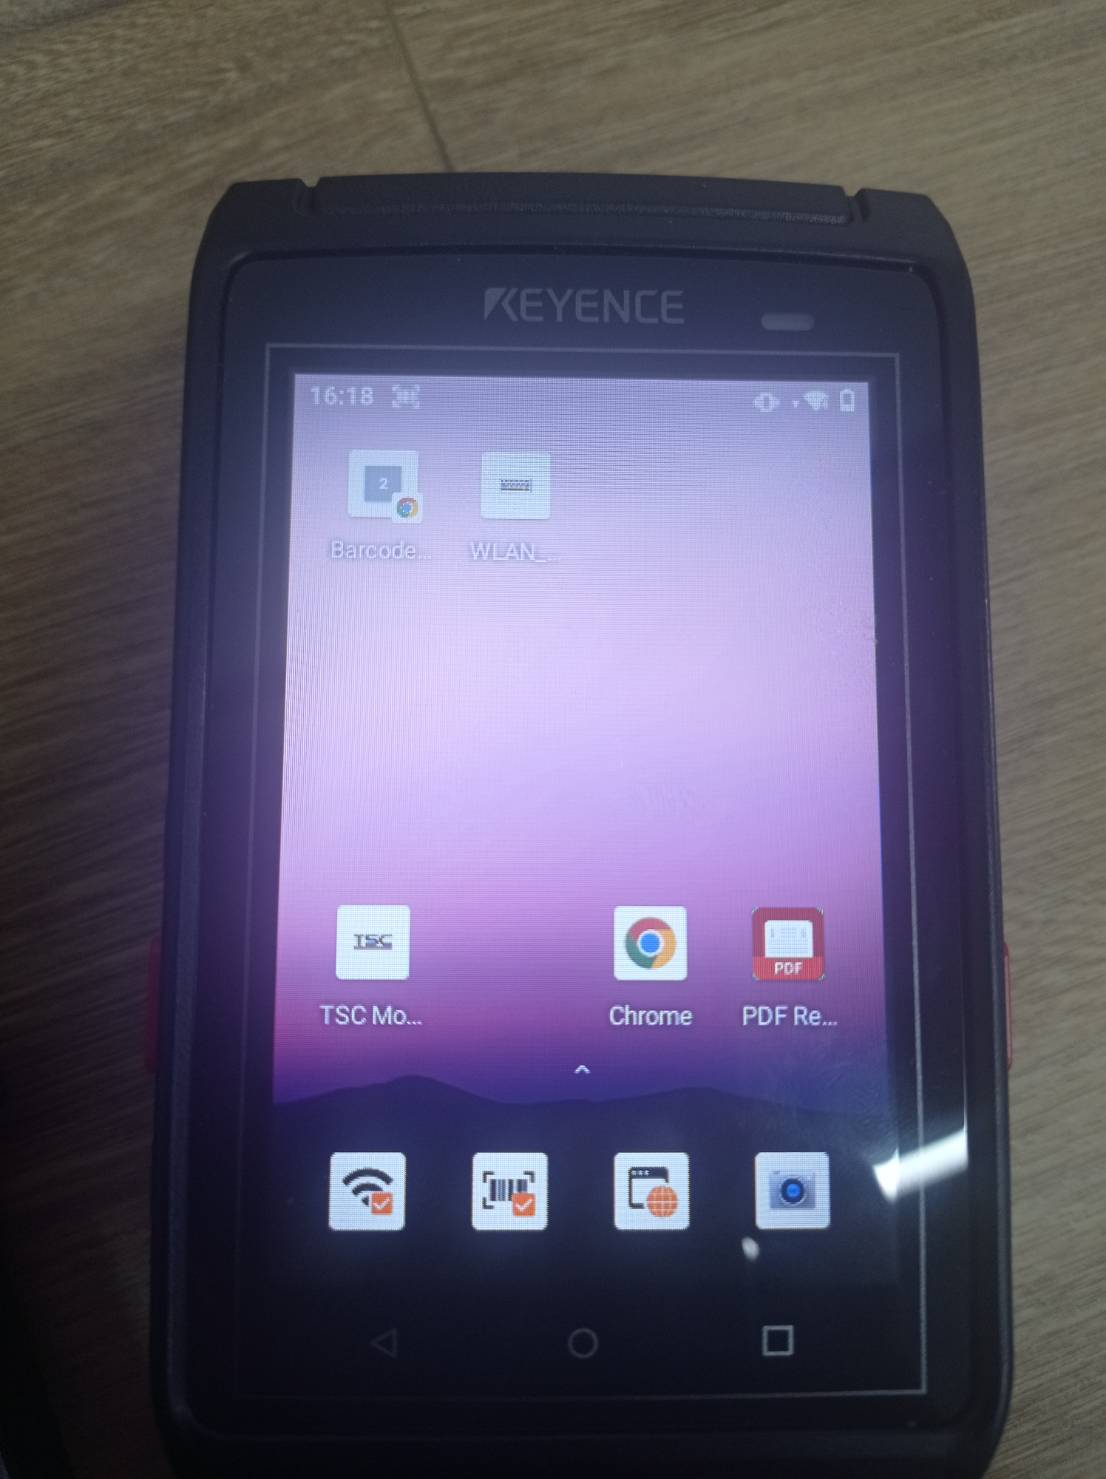 KEYENCE
16:18
2
Barcode... WLAN_...
TSC
TSC Mo... Chrome PDF Re...
PDF